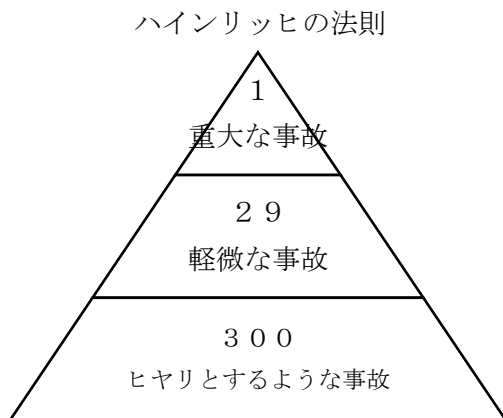 ハインリッヒの法則
１
重大な事故
２９
軽微な事故
３００
ヒヤリとするような事故